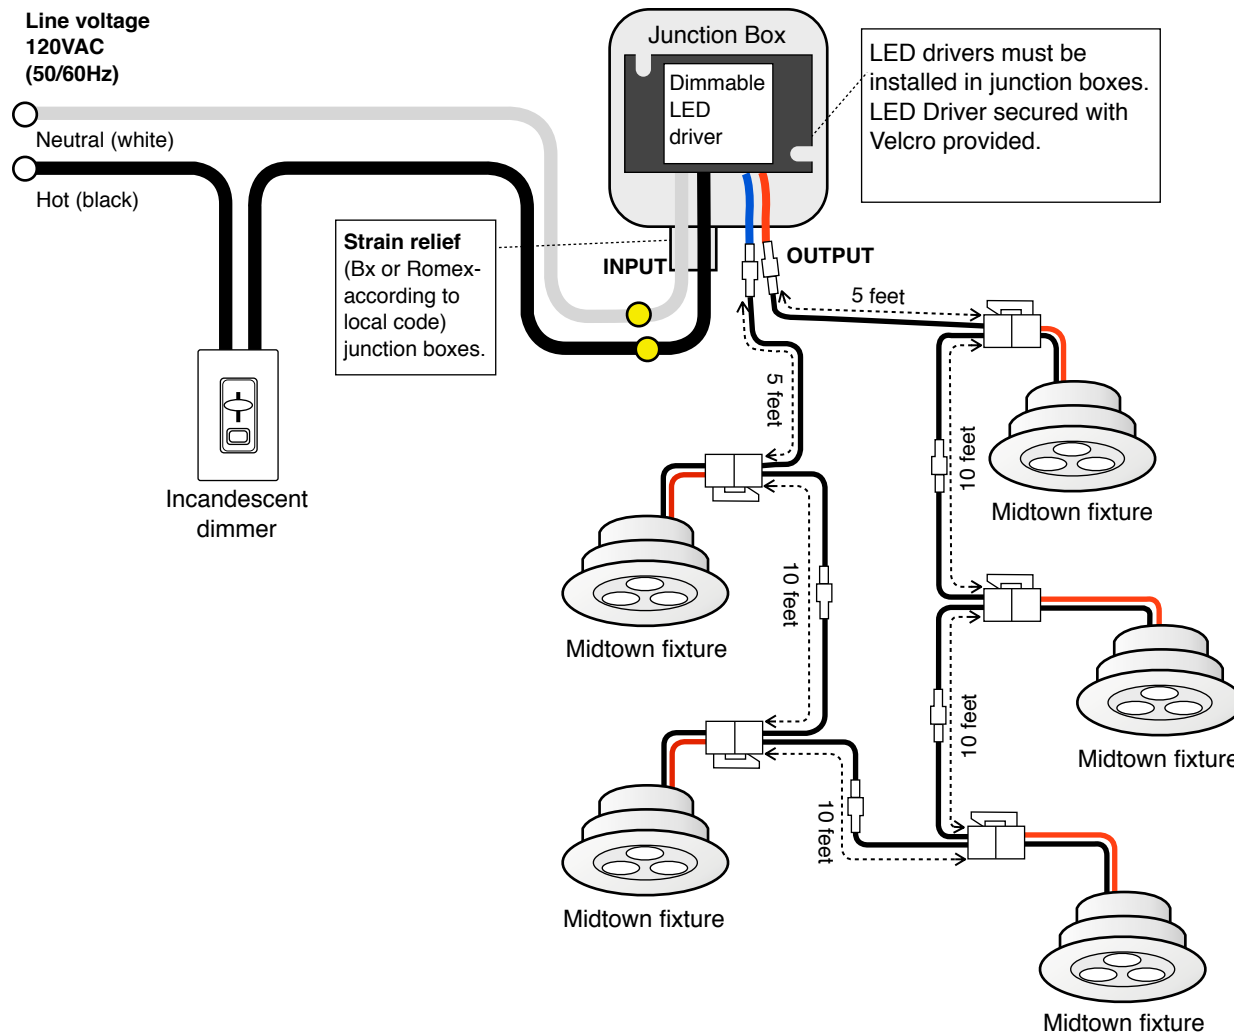 Line voltage
120VAC
(50/60Hz)
Neutral (white)
Hot (black)
Junction Box
Dimmable
LED
driver
LED drivers must be
installed in junction boxes.
LED Driver secured with
Velcro provided.
Strain relief
(Bx or Romex-
according to
local code)
junction boxes.
INPUT
OUTPUT
5 feet
5 feet
10 feet
Midtown fixture
Incandescent
dimmer
10 feet
Midtown fixture
10 feet
Midtown fixture
10 feet
Midtown fixture
Midtown fixture